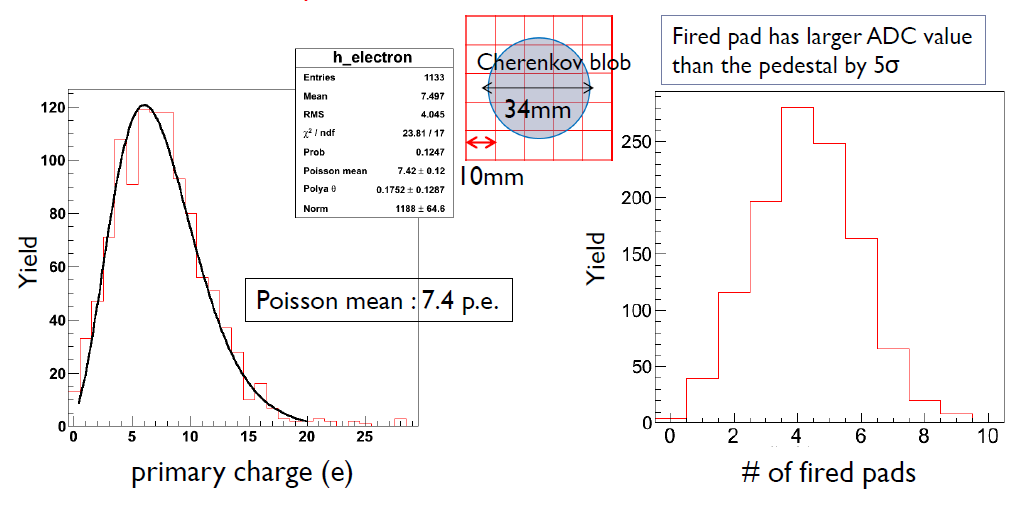 h_electron
Entries 1133
Mean 7.497
RMS 4.045
χ² / ndf 23.81 / 17
Prob 0.1247
Poisson mean 7.42 ± 0.12
Polya θ 0.1752 ± 0.1287
Norm 1188 ± 64.6
Yield
120
100
80
60
40
20
0
0 5 10 15 20 25
primary charge (e)
Poisson mean : 7.4 p.e.
Cherenkov blob
34mm
10mm
Fired pad has larger ADC value
than the pedestal by 5σ
Yield
250
200
150
100
50
0
0 2 4 6 8 10
# of fired pads